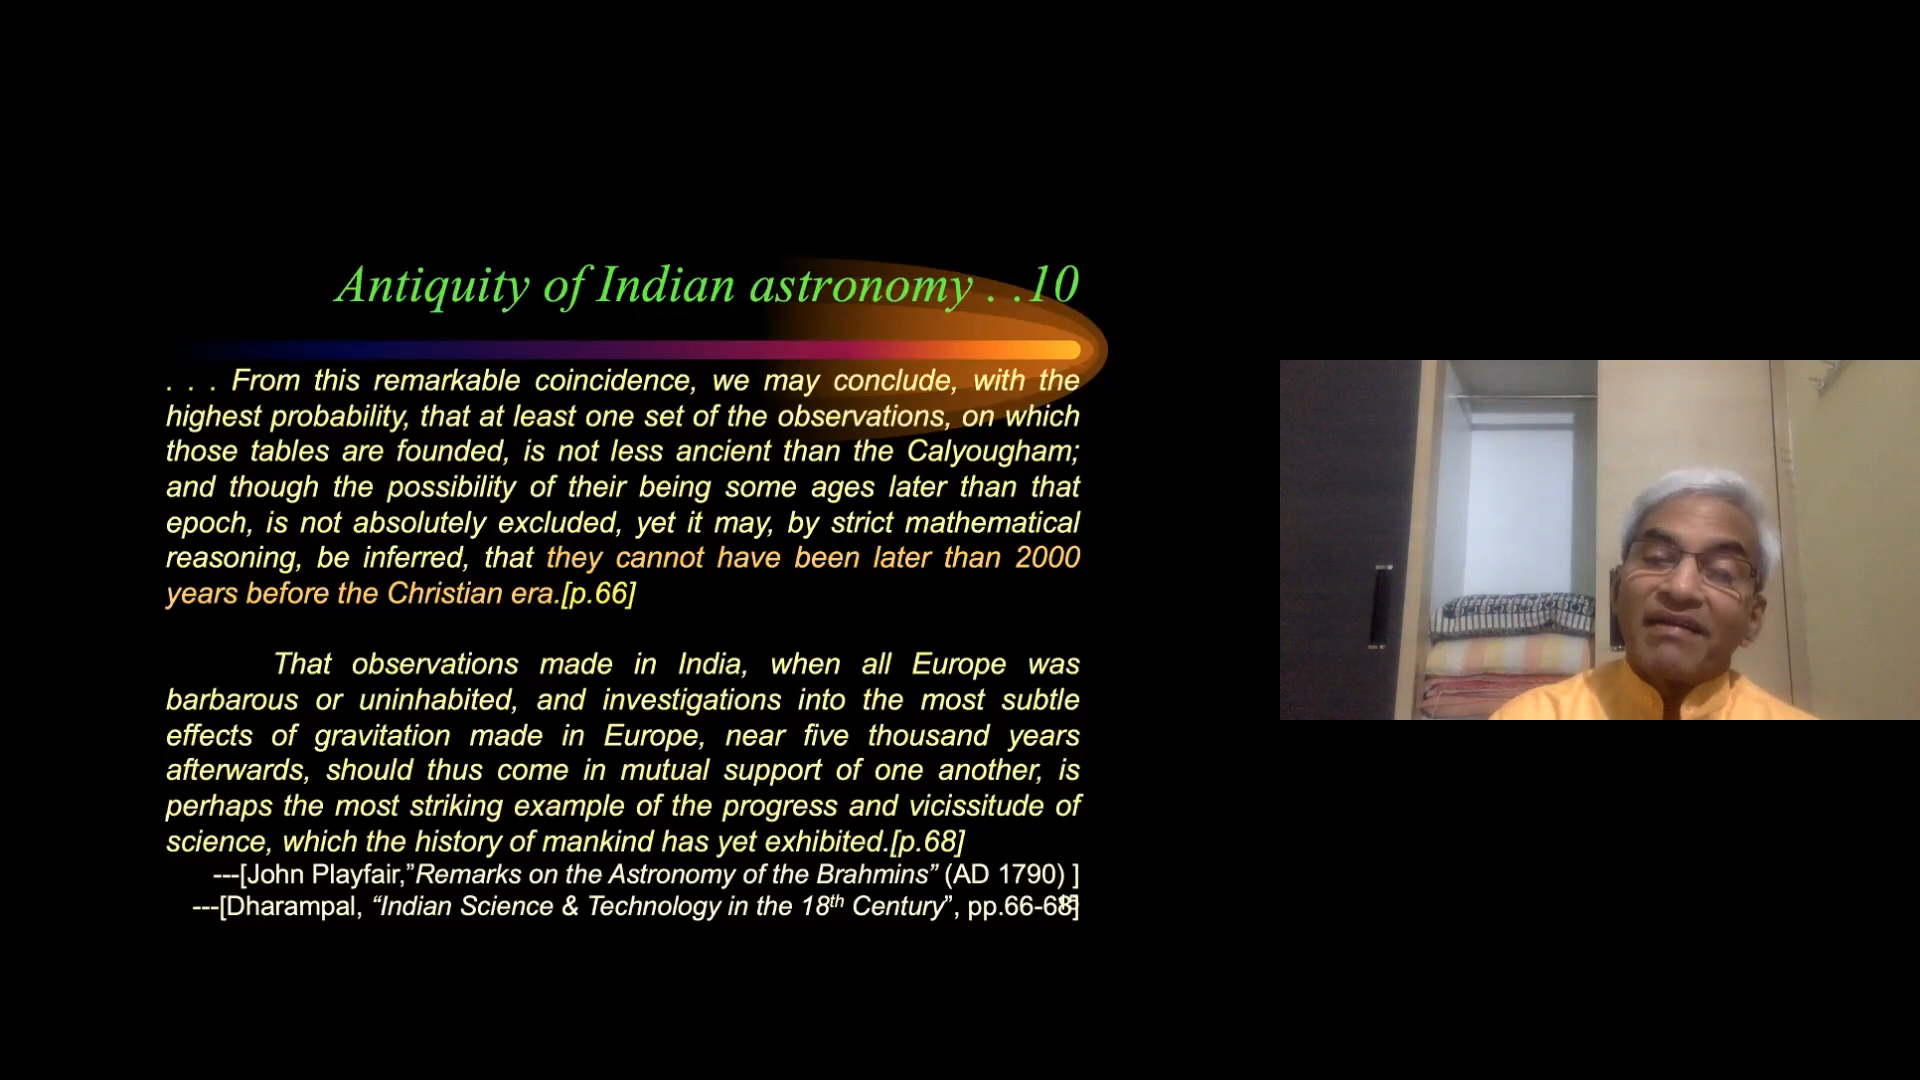 Antiquity of Indian astronomy . .10
. . . From this remarkable coincidence, we may conclude, with the
highest probability, that at least one set of the observations, on which
those tables are founded, is not less ancient than the Calyougham;
and though the possibility of their being some ages later than that
epoch, is not absolutely excluded, yet it may, by strict mathematical
reasoning, be inferred, that they cannot have been later than 2000
years before the Christian era.[p.66]
That observations made in India, when all Europe was
barbarous or uninhabited, and investigations into the most subtle
effects of gravitation made in Europe, near five thousand years
afterwards, should thus come in mutual support of one another, is
perhaps the most striking example of the progress and vicissitude of
science, which the history of mankind has yet exhibited.[p.68]
---[John Playfair,”Remarks on the Astronomy of the Brahmins” (AD 1790) ]
---[Dharampal, “Indian Science & Technology in the 18th Century”, pp.66-68]